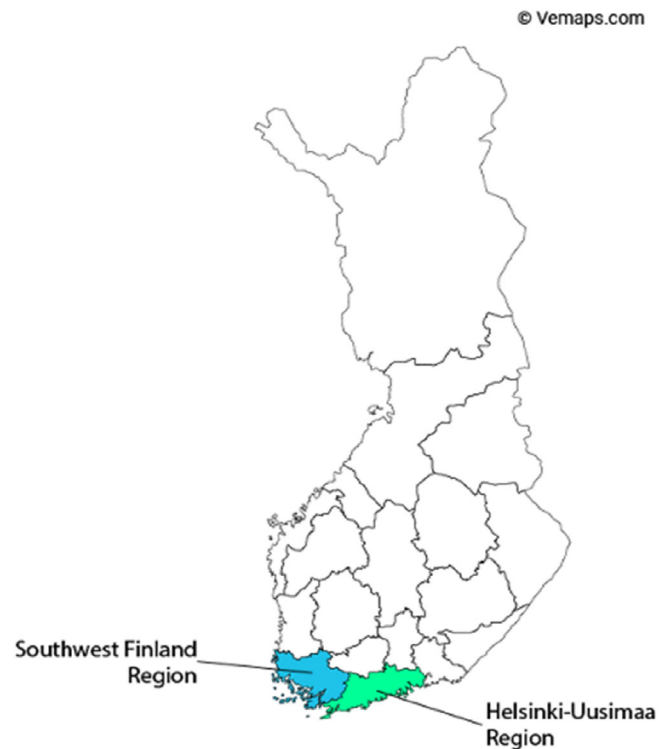 © Vemaps.com
Southwest Finland
Region
Helsinki-Uusimaa
Region